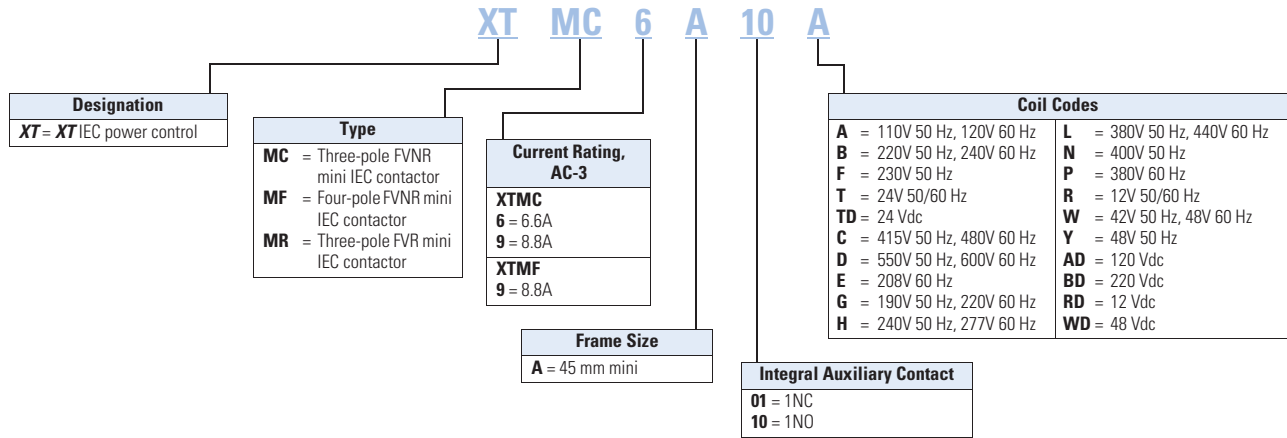 XT MC 6 A 10 A
Designation
XT = XT IEC power control
Type
MC = Three-pole FVNR
mini IEC contactor
MF = Four-pole FVNR mini
IEC contactor
MR = Three-pole FVR mini
IEC contactor
Current Rating,
AC-3
XTMC
6 = 6.6A
9 = 8.8A
XTMF
9 = 8.8A
Frame Size
A = 45 mm mini
Integral Auxiliary Contact
01 = 1NC
10 = 1NO
Coil Codes
A = 110V 50 Hz, 120V 60 Hz
B = 220V 50 Hz, 240V 60 Hz
F = 230V 50 Hz
T = 24V 50/60 Hz
TD = 24 Vdc
C = 415V 50 Hz, 480V 60 Hz
D = 550V 50 Hz, 600V 60 Hz
E = 208V 60 Hz
G = 190V 50 Hz, 220V 60 Hz
H = 240V 50 Hz, 277V 60 Hz
L = 380V 50 Hz, 440V 60 Hz
N = 400V 50 Hz
P = 380V 60 Hz
R = 12V 50/60 Hz
W = 42V 50 Hz, 48V 60 Hz
Y = 48V 50 Hz
AD = 120 Vdc
BD = 220 Vdc
RD = 12 Vdc
WD = 48 Vdc